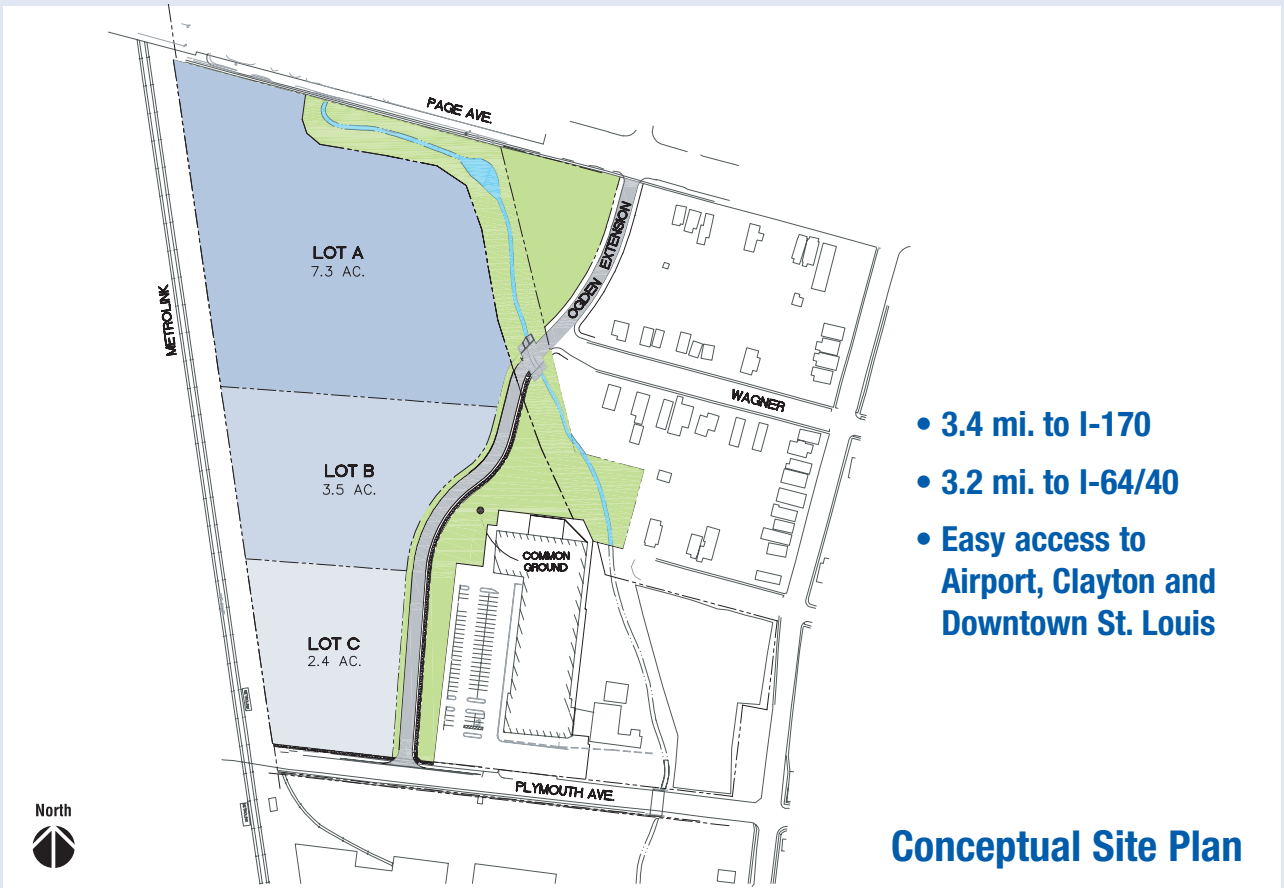 PAGE AVE.
OGDEN EXTENSION
LOT A
7.3 AC.
METROLINK
WAGNER
LOT B
3.5 AC.
COMMON
GROUND
LOT C
2.4 AC.
PLYMOUTH AVE.
• 3.4 mi. to I-170
• 3.2 mi. to I-64/40
• Easy access to
Airport, Clayton and
Downtown St. Louis
North
Conceptual Site Plan